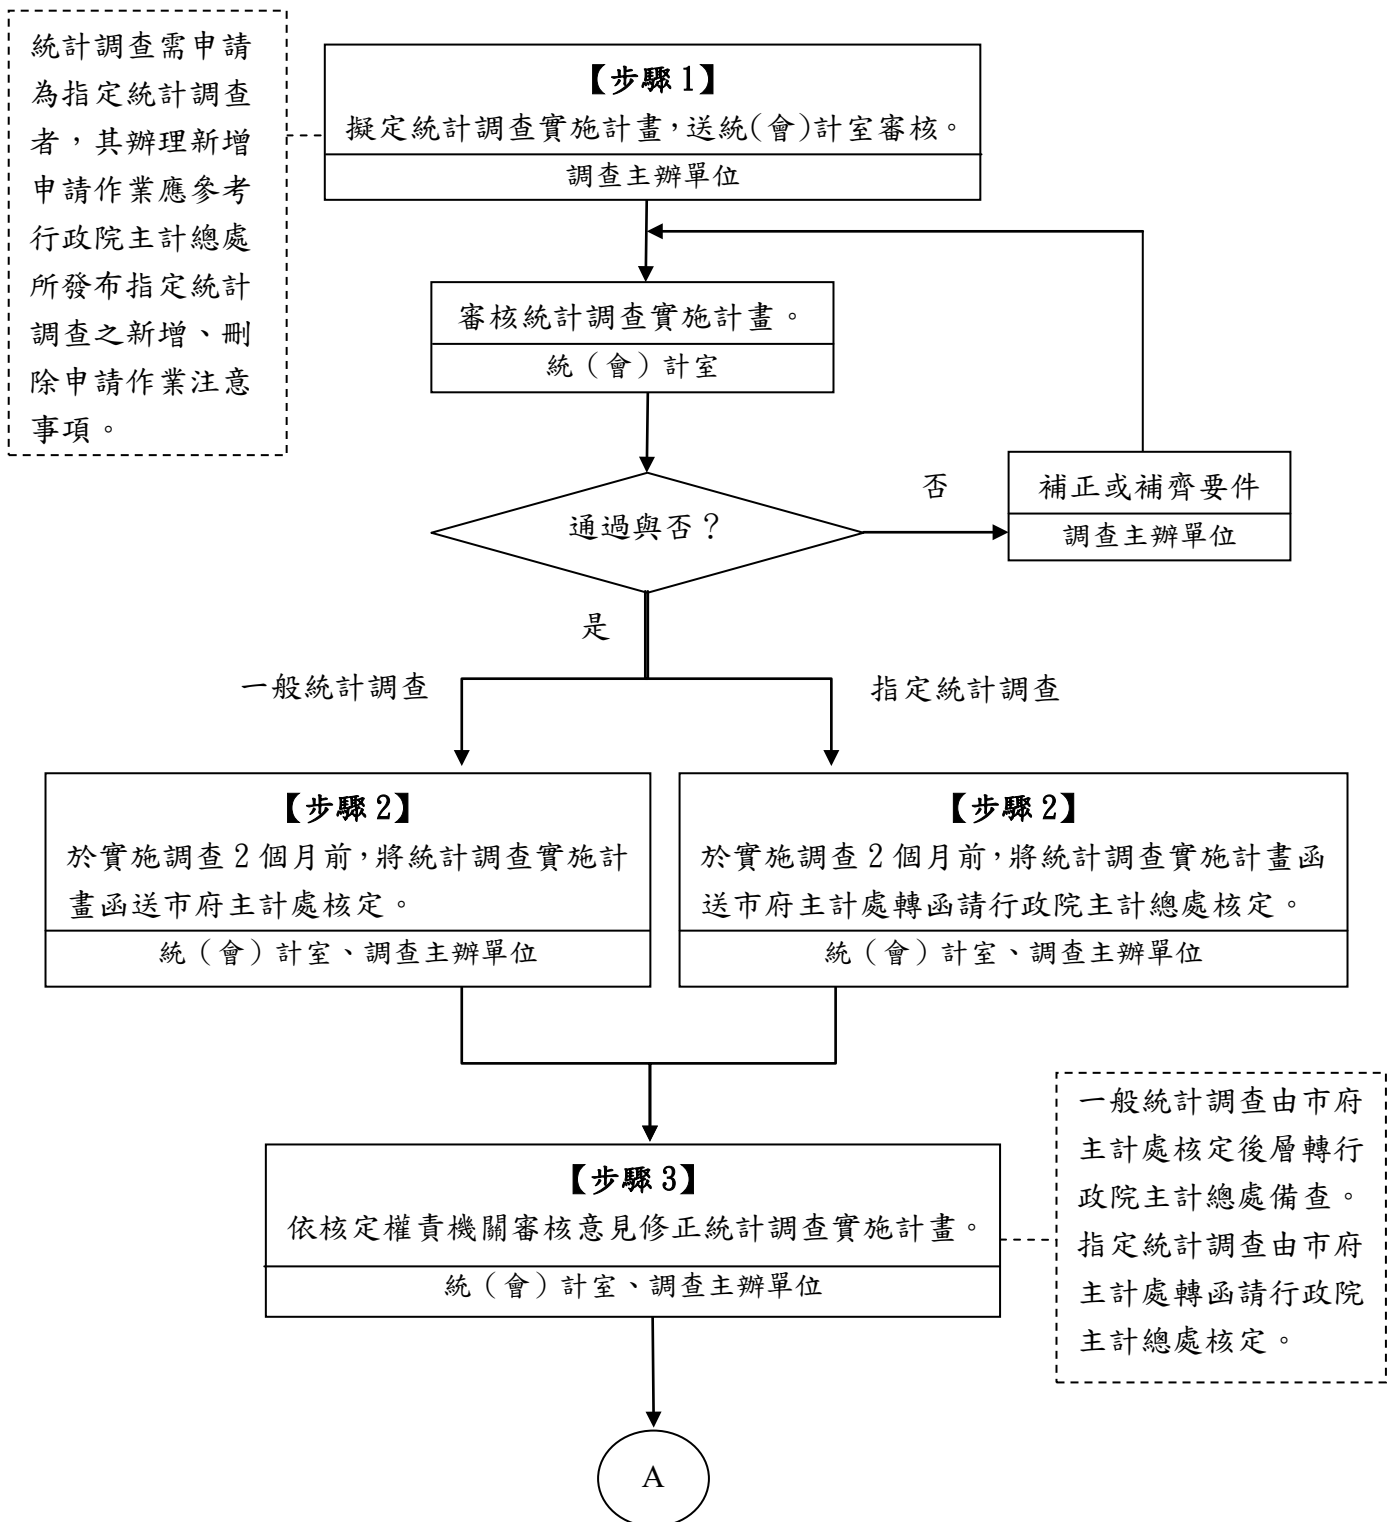 統計調查需申請
為指定統計調查
者，其辦理新增
申請作業應參考
行政院主計總處
所發布指定統計
調查之新增、刪
除申請作業注意
事項。
【步驟1】
擬定統計調查實施計畫，送統(會)計室審核。
調查主辦單位
審核統計調查實施計畫。
統（會）計室
通過與否？
否
補正或補齊要件
調查主辦單位
是
一般統計調查
指定統計調查
【步驟2】
於實施調查2個月前，將統計調查實施計
畫函送市府主計處核定。
統（會）計室、調查主辦單位
【步驟2】
於實施調查2個月前，將統計調查實施計畫函
送市府主計處轉函請行政院主計總處核定。
統（會）計室、調查主辦單位
【步驟3】
依核定權責機關審核意見修正統計調查實施計畫。
統（會）計室、調查主辦單位
一般統計調查由市府
主計處核定後層轉行
政院主計總處備查。
指定統計調查由市府
主計處轉函請行政院
主計總處核定。
A